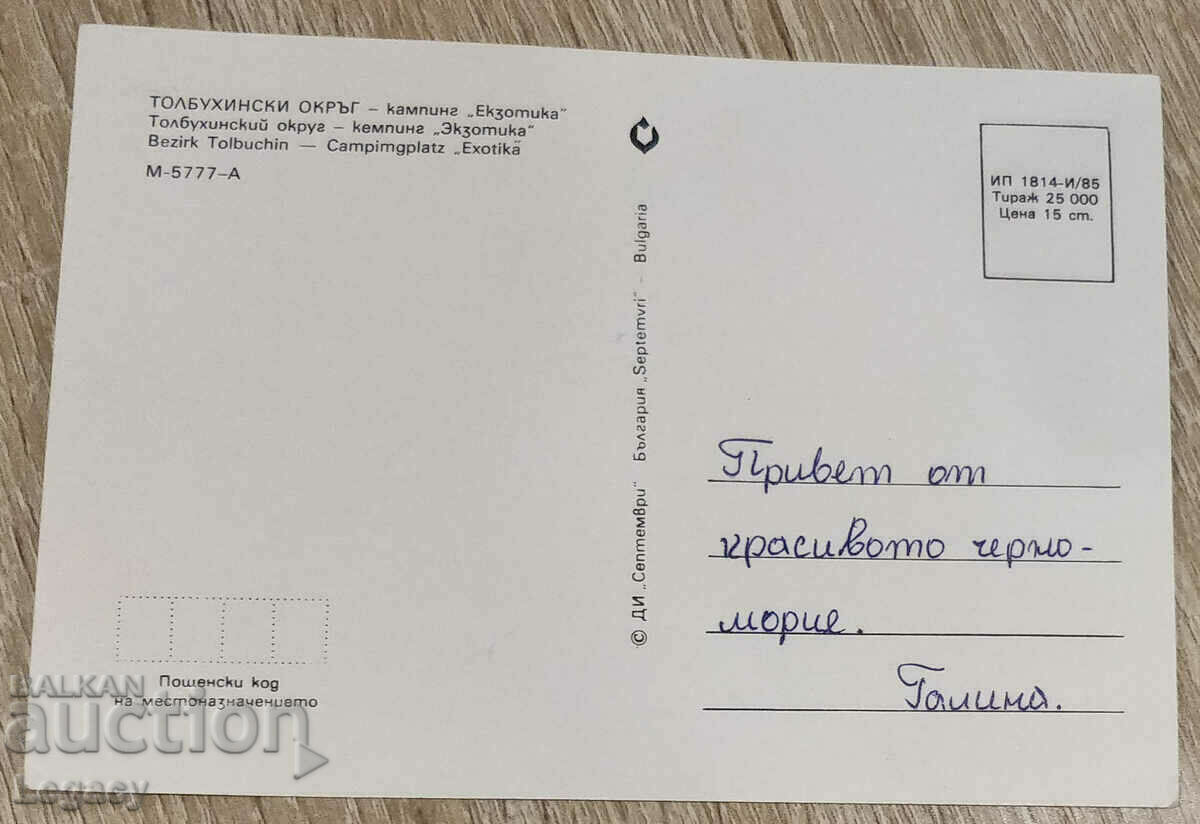 ТОЛБУХИНСКИ ОКРЪГ – кампинг „Екзотика"
Толбухинский округ – кемпинг „Экзотика"
Bezirk Tolbuchin — Campimgplatz „Exotika"
М-5777-А
ИП 1814-И/85
Тираж 25 000
Цена 15 ст.
© ДИ „Септември" България „Septemvri" - Bulgaria
Привет от
красивото черно-
морие.
Галина.
Пощенски код
на местоназначението
BALKAN
auction
Legacy